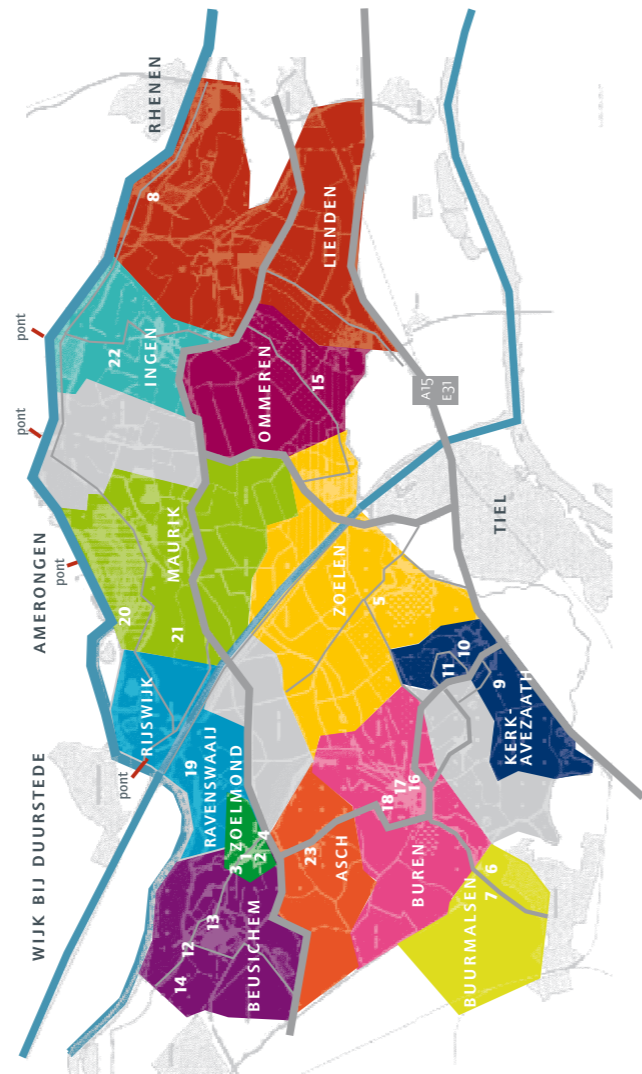 WIJK BIJ DUURSTEDE
AMERONGEN
RHENEN
pont
pont
pont
pont
14
12
13
BEUSICHEM
3
1
2
4
ZOELMOND
RAVENSWAAIJ
19
RIJSWIJK
20
21
MAURIK
22
INGEN
8
LIENDEN
OMMEREN
15
ZOELEN
5
23
ASCH
18
17
16
BUREN
11
10
9
KERK-
AVEZAATH
6
7
BUURMALSEN
A15
E31
TIEL